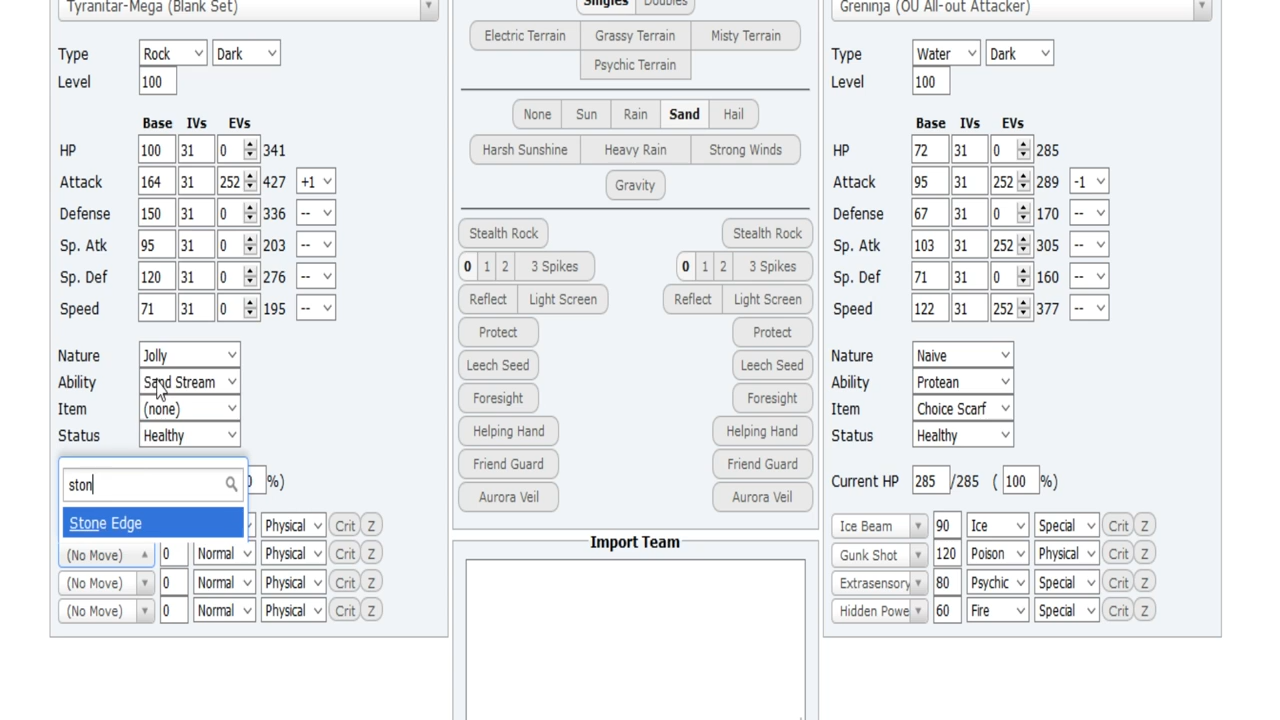 Tyranitar-Mega (Blank Set)
Type Rock Dark
Level 100
Base IVs EVs
HP 100 31 0 341
Attack 164 31 252 427 +1
Defense 150 31 0 336 --
Sp. Atk 95 31 0 203 --
Sp. Def 120 31 0 276 --
Speed 71 31 0 195 --
Nature Jolly
Ability Sand Stream
Item (none)
Status Healthy
%)
ston
Stone Edge
Physical Crit Z
(No Move) 0 Normal Physical Crit Z
(No Move) 0 Normal Physical Crit Z
(No Move) 0 Normal Physical Crit Z
Singles Doubles
Electric Terrain Grassy Terrain Misty Terrain
Psychic Terrain
None Sun Rain Sand Hail
Harsh Sunshine Heavy Rain Strong Winds
Gravity
Stealth Rock Stealth Rock
0 1 2 3 Spikes 0 1 2 3 Spikes
Reflect Light Screen Reflect Light Screen
Protect Protect
Leech Seed Leech Seed
Foresight Foresight
Helping Hand Helping Hand
Friend Guard Friend Guard
Aurora Veil Aurora Veil
Import Team
Greninja (OU All-out Attacker)
Type Water Dark
Level 100
Base IVs EVs
HP 72 31 0 285
Attack 95 31 252 289 -1
Defense 67 31 0 170 --
Sp. Atk 103 31 252 305 --
Sp. Def 71 31 0 160 --
Speed 122 31 252 377 --
Nature Naive
Ability Protean
Item Choice Scarf
Status Healthy
Current HP 285 /285 ( 100 %)
Ice Beam 90 Ice Special Crit Z
Gunk Shot 120 Poison Physical Crit Z
Extrasensory 80 Psychic Special Crit Z
Hidden Powe 60 Fire Special Crit Z